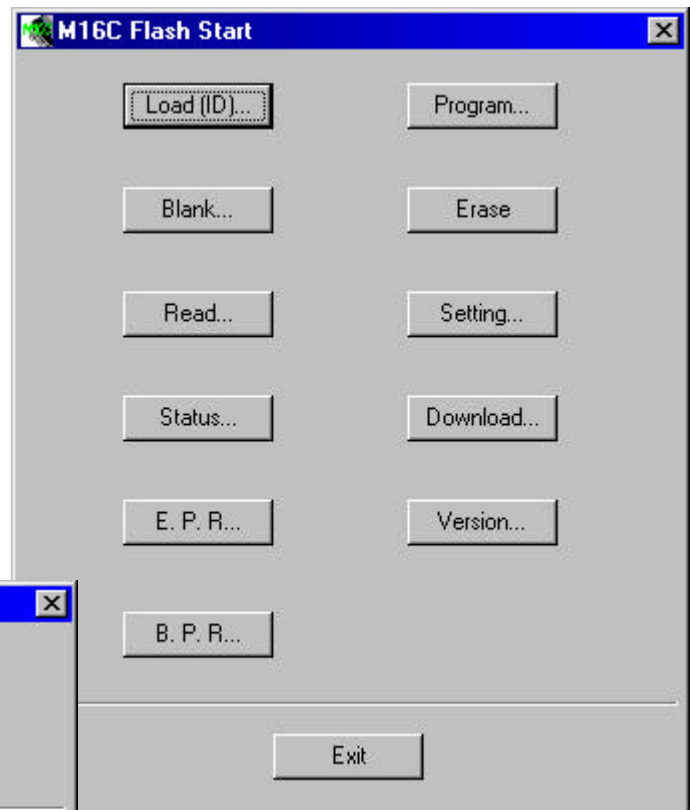 M16C Flash Start
Load (ID)... Program...
Blank... Erase
Read... Setting...
Status... Download...
E. P. R... Version...
B. P. R...
Exit